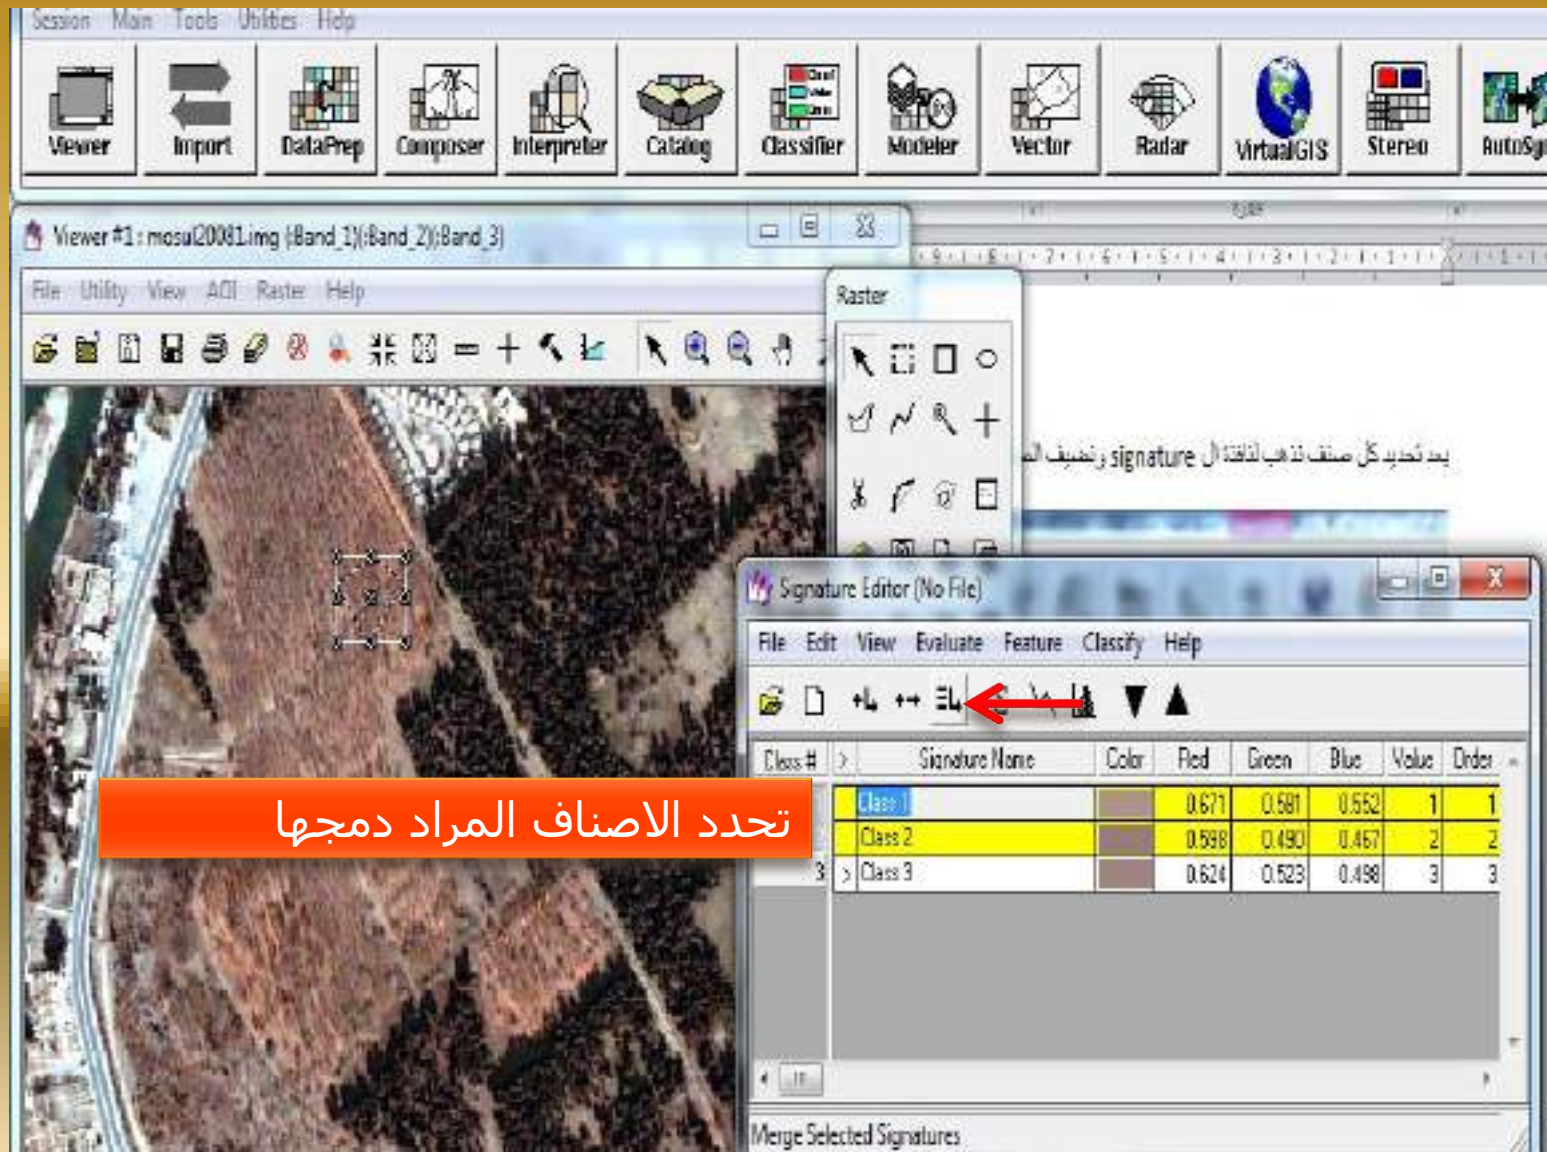 Session Main Tools Utilities Help
Viewer Import DataPrep Composer Interpreter Catalog Classifier Modeler Vector Radar VirtualGIS Stereo
Viewer #1 : mosul20081.img (:Band_1)(:Band_2)(:Band_3)
File Utility View AOI Raster Help
Raster
بعد تحديد كل صنف نذهب لنافذة ال signature و نضيف
Signature Editor (No File)
File Edit View Evaluate Feature Classify Help
Class # > Signature Name Color Red Green Blue Value Order
Class 1 0.671 0.581 0.552 1 1
Class 2 0.598 0.490 0.467 2 2
3 > Class 3 0.624 0.523 0.498 3 3
تحدد الاصناف المراد دمجها
Merge Selected Signatures